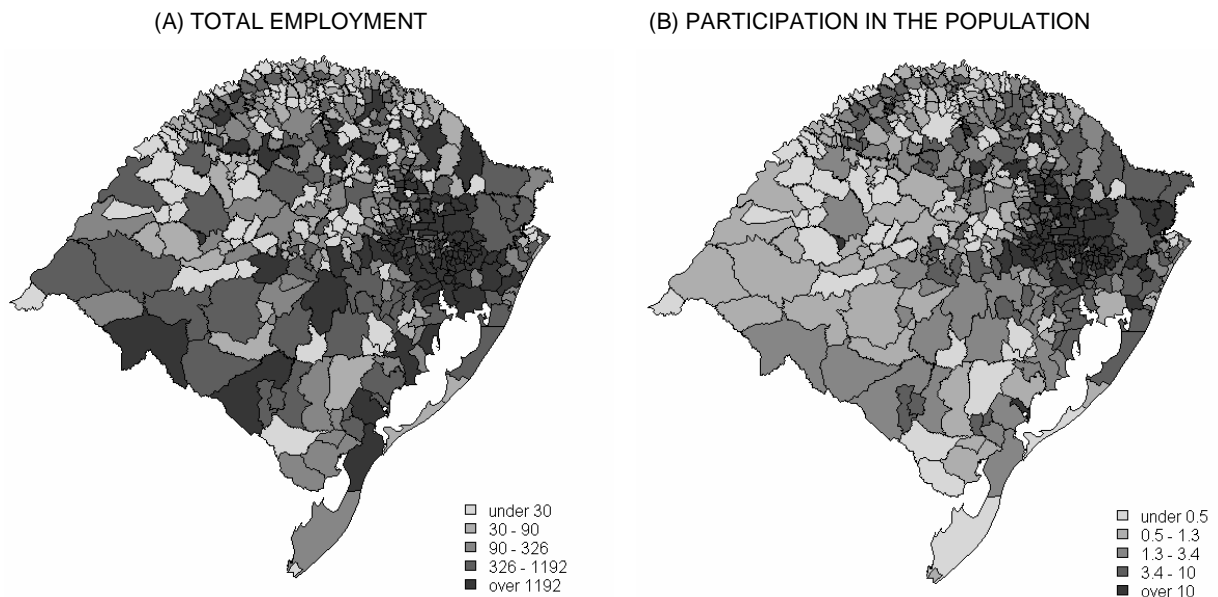 (A) TOTAL EMPLOYMENT
(B) PARTICIPATION IN THE POPULATION
under 30
30 - 90
90 - 326
326 - 1192
over 1192
under 0.5
0.5 - 1.3
1.3 - 3.4
3.4 - 10
over 10